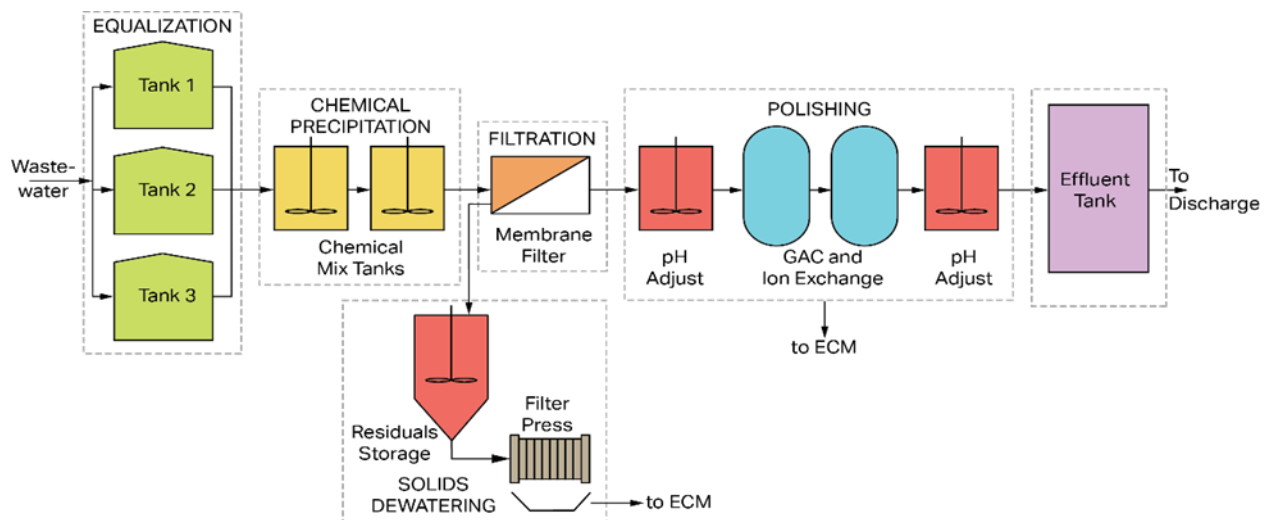 EQUALIZATION
Tank 1
Tank 2
Tank 3
Waste-
water
CHEMICAL
PRECIPITATION
Chemical
Mix Tanks
FILTRATION
Membrane
Filter
POLISHING
pH
Adjust
GAC and
Ion Exchange
pH
Adjust
to ECM
Effluent
Tank
To
Discharge
Residuals
Storage
Filter
Press
SOLIDS
DEWATERING
to ECM